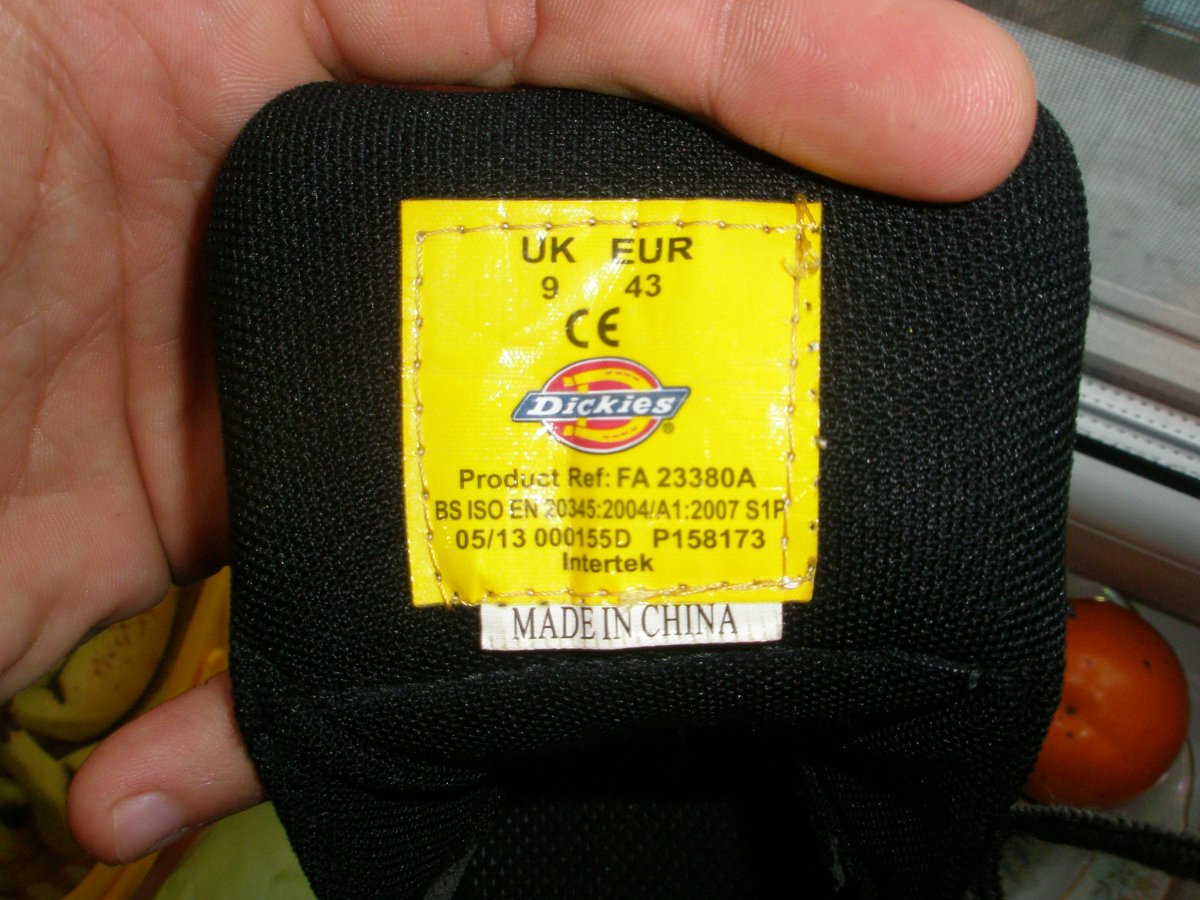 UK EUR
9 43
CE
Dickies®
Product Ref: FA 23380A
BS ISO EN 20345:2004/A1:2007 S1P
05/13 000155D P158173
Intertek
MADE IN CHINA